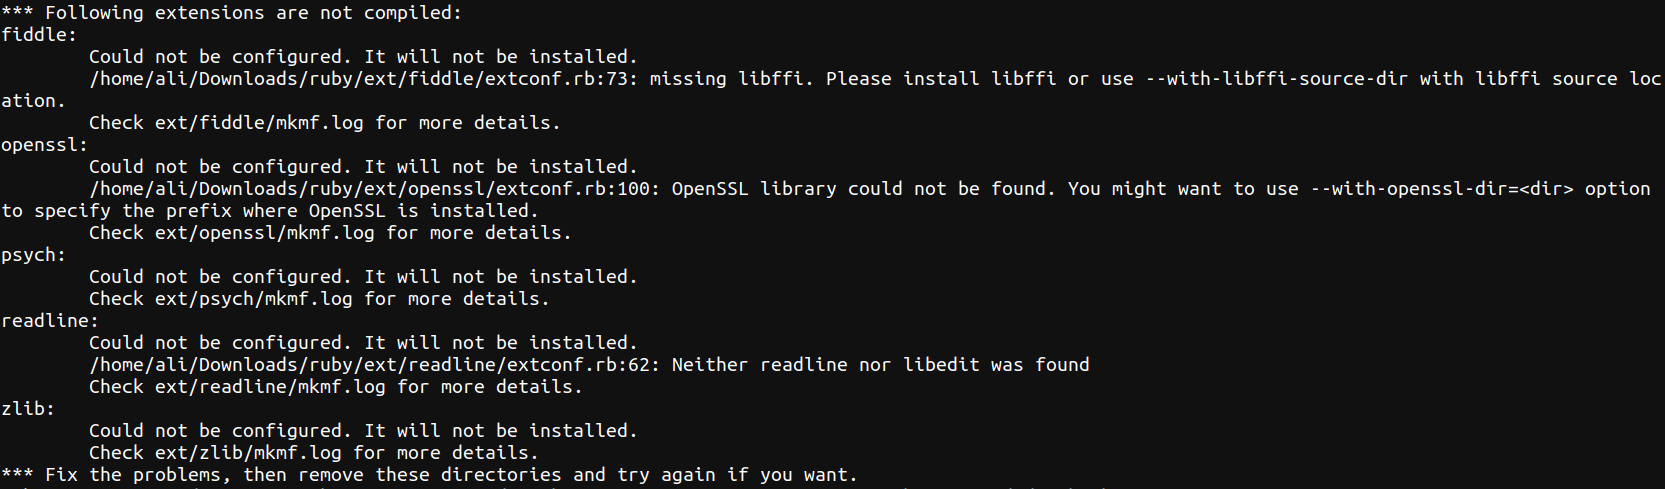 *** Following extensions are not compiled:
fiddle:
        Could not be configured. It will not be installed.
        /home/ali/Downloads/ruby/ext/fiddle/extconf.rb:73: missing libffi. Please install libffi or use --with-libffi-source-dir with libffi source loc
ation.
        Check ext/fiddle/mkmf.log for more details.
openssl:
        Could not be configured. It will not be installed.
        /home/ali/Downloads/ruby/ext/openssl/extconf.rb:100: OpenSSL library could not be found. You might want to use --with-openssl-dir=<dir> option
to specify the prefix where OpenSSL is installed.
        Check ext/openssl/mkmf.log for more details.
psych:
        Could not be configured. It will not be installed.
        Check ext/psych/mkmf.log for more details.
readline:
        Could not be configured. It will not be installed.
        /home/ali/Downloads/ruby/ext/readline/extconf.rb:62: Neither readline nor libedit was found
        Check ext/readline/mkmf.log for more details.
zlib:
        Could not be configured. It will not be installed.
        Check ext/zlib/mkmf.log for more details.
*** Fix the problems, then remove these directories and try again if you want.